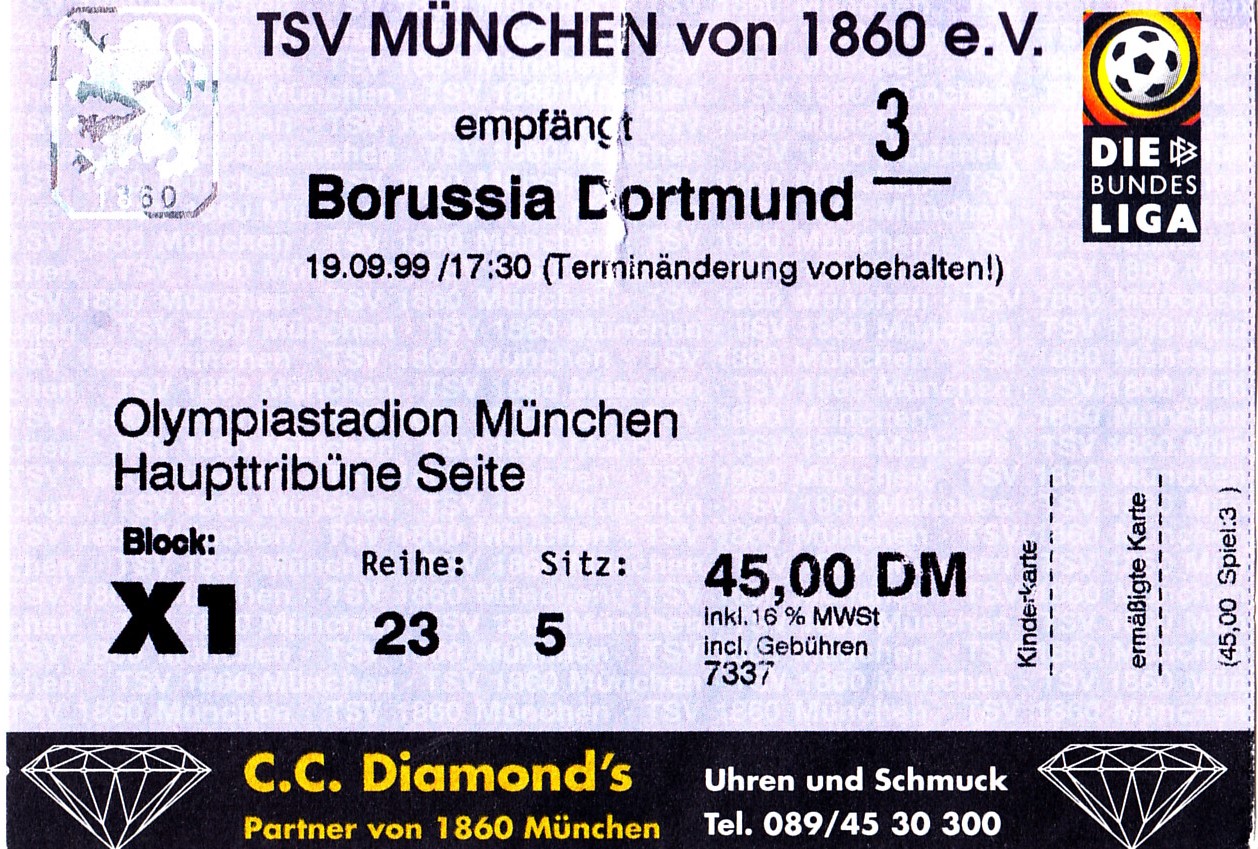 TSV MÜNCHEN von 1860 e.V.
empfängt
3
Borussia Dortmund
19.09.99 /17:30 (Terminänderung vorbehalten!)
1860
DIE DFB
BUNDES
LIGA
Olympiastadion München
Haupttribüne Seite
Block:
X1
Reihe:
23
Sitz:
5
45,00 DM
inkl. 16 % MWSt
incl. Gebühren
7337
Kinderkarte
ermäßigte Karte
(45,00 Spiel:3 )
C.C. Diamond's
Partner von 1860 München
Uhren und Schmuck
Tel. 089/45 30 300